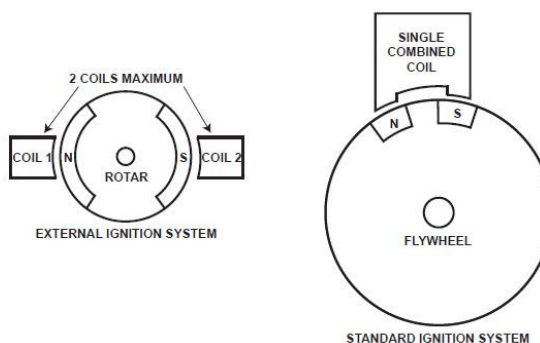 2 COILS MAXIMUM
COIL 1
N
S
COIL 2
ROTAR
EXTERNAL IGNITION SYSTEM
SINGLE
COMBINED
COIL
N
S
FLYWHEEL
STANDARD IGNITION SYSTEM